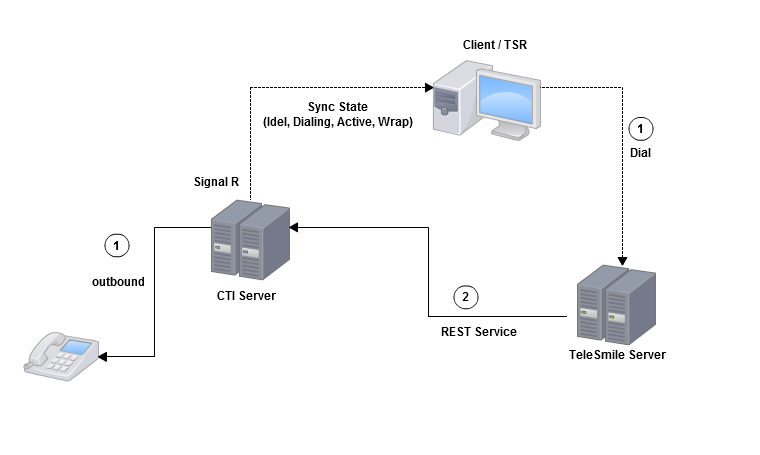 Client / TSR
Sync State
(Idel, Dialing, Active, Wrap)
1
Dial
Signal R
1
outbound
CTI Server
2
REST Service
TeleSmile Server